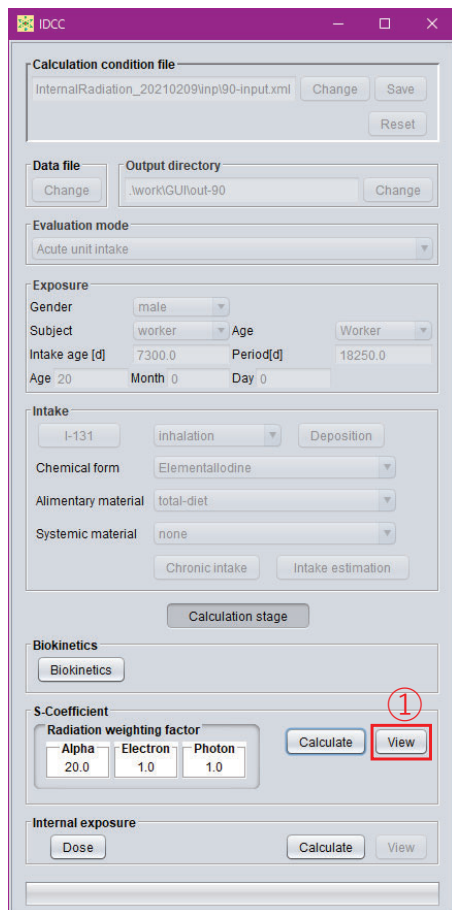 IDCC
Calculation condition file
InternalRadiation_20210209\inp\90-input.xml Change Save
Reset
Data file Output directory
Change .\work\GUI\out-90 Change
Evaluation mode
Acute unit intake
Exposure
Gender male
Subject worker Age Worker
Intake age [d] 7300.0 Period[d] 18250.0
Age 20 Month 0 Day 0
Intake
I-131 inhalation Deposition
Chemical form ElementalIodine
Alimentary material total-diet
Systemic material none
Chronic intake Intake estimation
Calculation stage
Biokinetics
Biokinetics
S-Coefficient ①
Radiation weighting factor
Alpha Electron Photon Calculate View
20.0 1.0 1.0
Internal exposure
Dose Calculate View